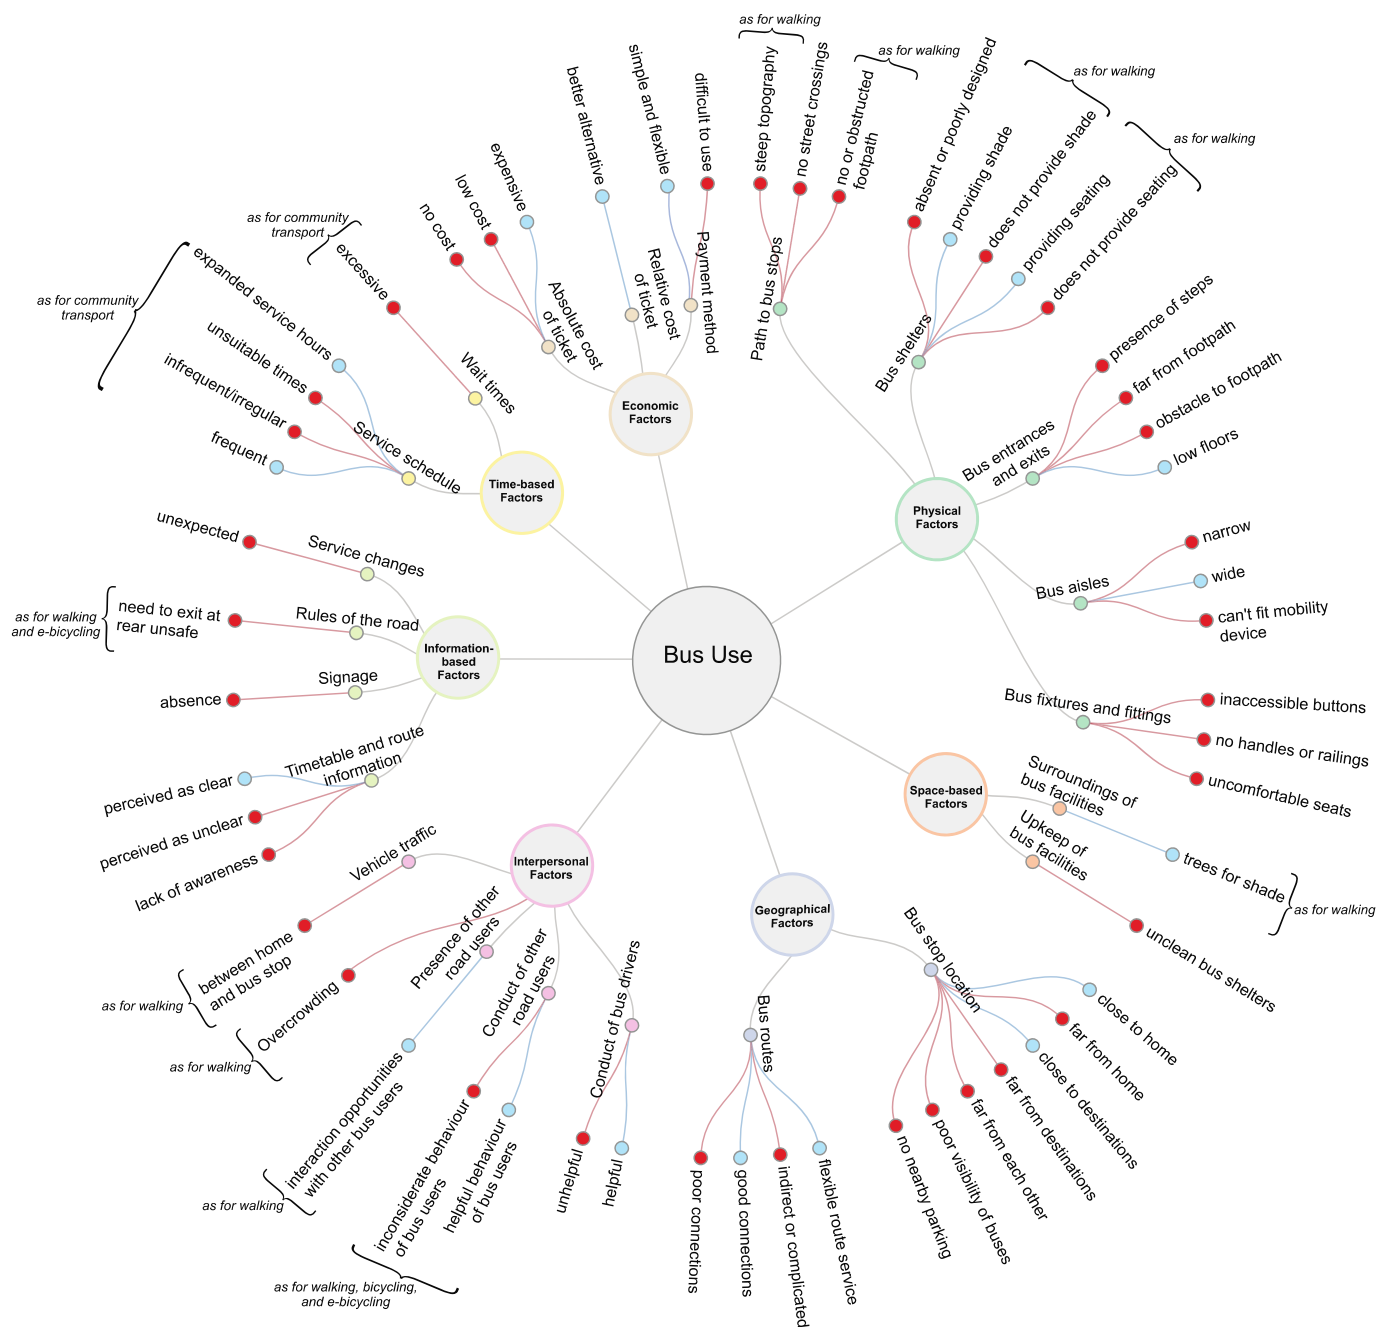 Bus Use
Economic
Factors
Absolute cost
of ticket
no cost
low cost
expensive
Relative cost
of ticket
better alternative
Payment method
simple and flexible
difficult to use
Physical
Factors
Path to bus stops
steep topography
as for walking
no street crossings
no or obstructed
footpath
as for walking
Bus shelters
absent or poorly designed
providing shade
does not provide shade
as for walking
providing seating
does not provide seating
as for walking
Bus entrances
and exits
presence of steps
far from footpath
obstacle to footpath
low floors
Bus aisles
narrow
wide
can't fit mobility
device
Bus fixtures and fittings
inaccessible buttons
no handles or railings
uncomfortable seats
Space-based
Factors
Surroundings of
bus facilities
trees for shade
as for walking
Upkeep of
bus facilities
unclean bus shelters
Geographical
Factors
Bus stop location
close to home
far from home
close to destinations
far from destinations
far from each other
poor visibility of buses
no nearby parking
Bus routes
flexible route service
indirect or complicated
good connections
poor connections
Interpersonal
Factors
Conduct of bus drivers
helpful
unhelpful
Conduct of other
road users
helpful behaviour
of bus users
inconsiderate behaviour
of bus users
as for walking, bicycling,
and e-bicycling
Presence of other
road users
interaction opportunities
with other bus users
as for walking
Overcrowding
as for walking
Vehicle traffic
between home
and bus stop
as for walking
Information-
based
Factors
Timetable and route
information
lack of awareness
perceived as unclear
perceived as clear
Signage
absence
Rules of the road
need to exit at
rear unsafe
as for walking
and e-bicycling
Service changes
unexpected
Time-based
Factors
Service schedule
frequent
infrequent/irregular
unsuitable times
expanded service hours
as for community
transport
Wait times
excessive
as for community
transport